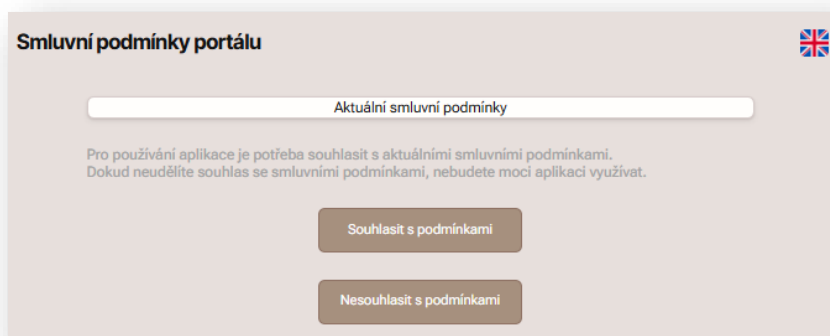 Smluvní podmínky portálu
Aktuální smluvní podmínky
Pro používání aplikace je potřeba souhlasit s aktuálními smluvními podmínkami.
Dokud neudělíte souhlas se smluvními podmínkami, nebudete moci aplikaci využívat.
Souhlasit s podmínkami
Nesouhlasit s podmínkami